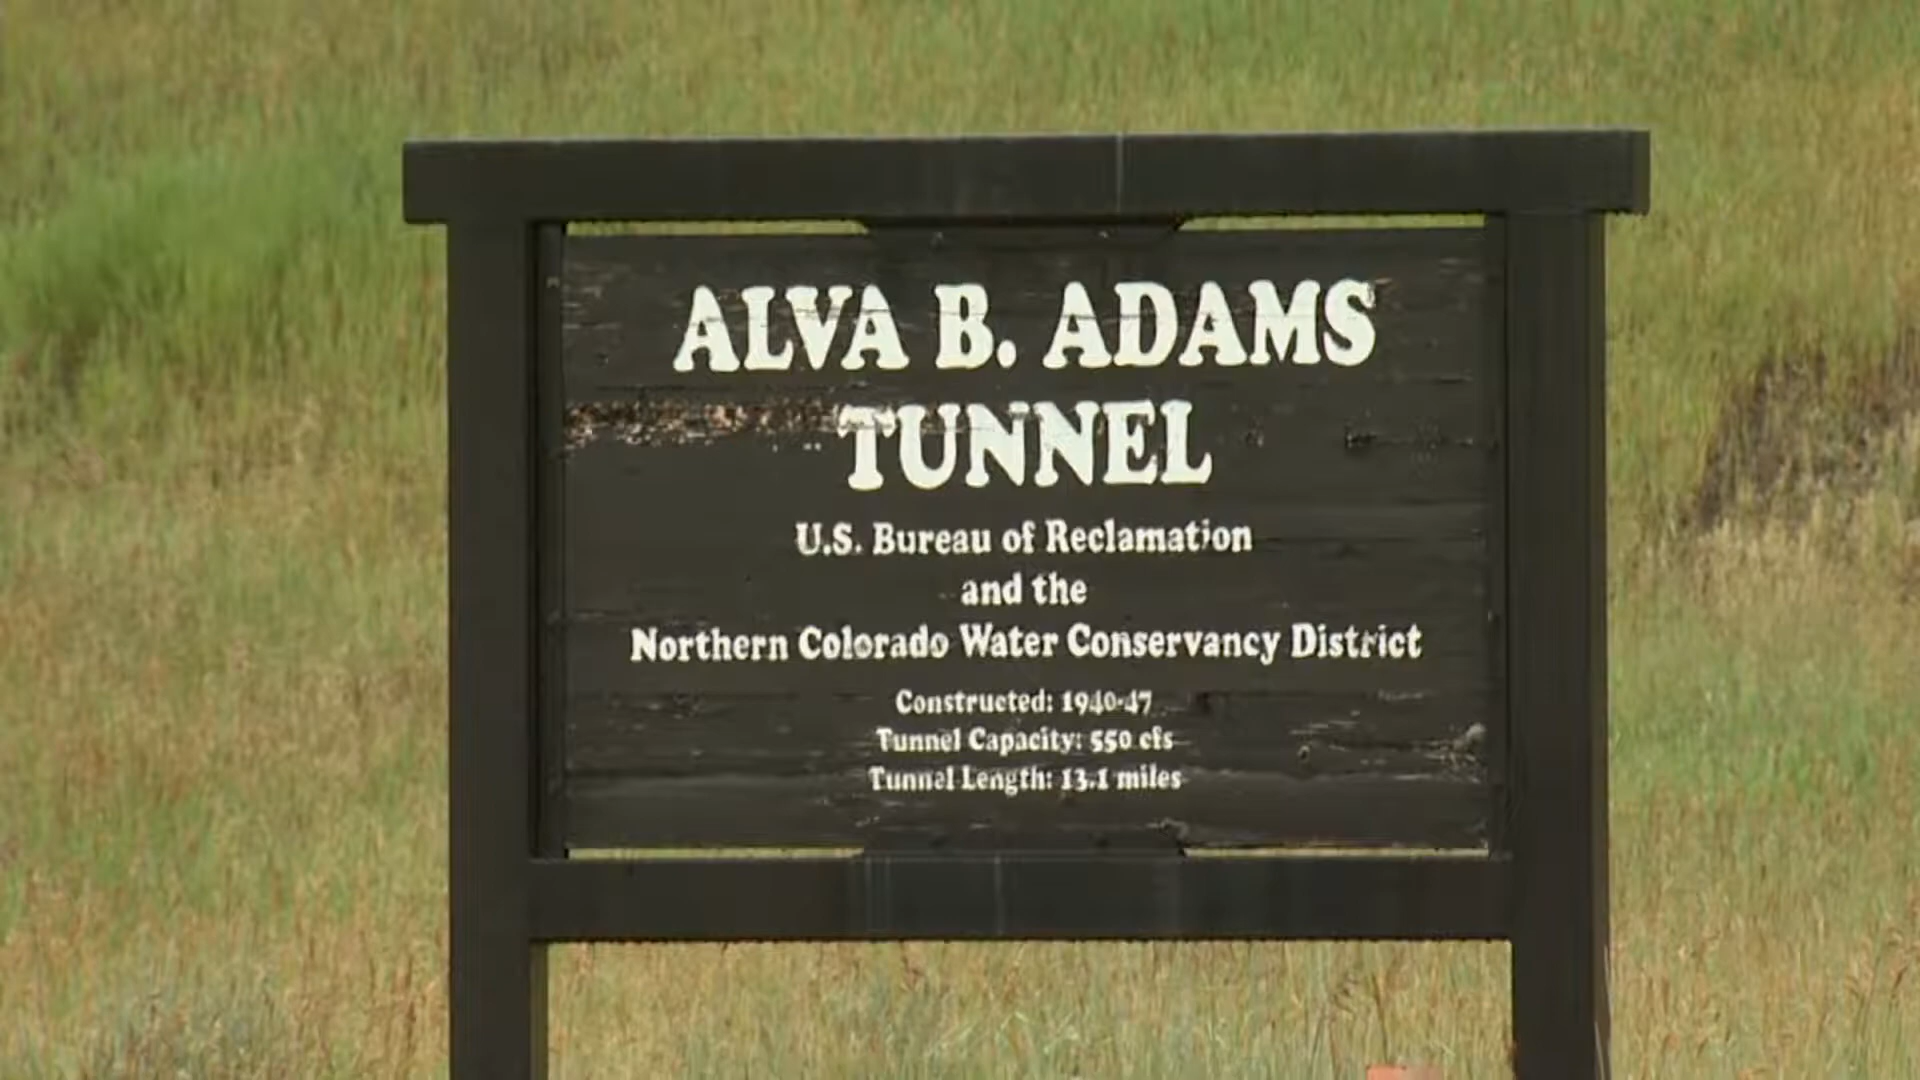 ALVA B. ADAMS
TUNNEL
U.S. Bureau of Reclamation
and the
Northern Colorado Water Conservancy District
Constructed: 1940-47
Tunnel Capacity: 550 cfs
Tunnel Length: 13.1 miles